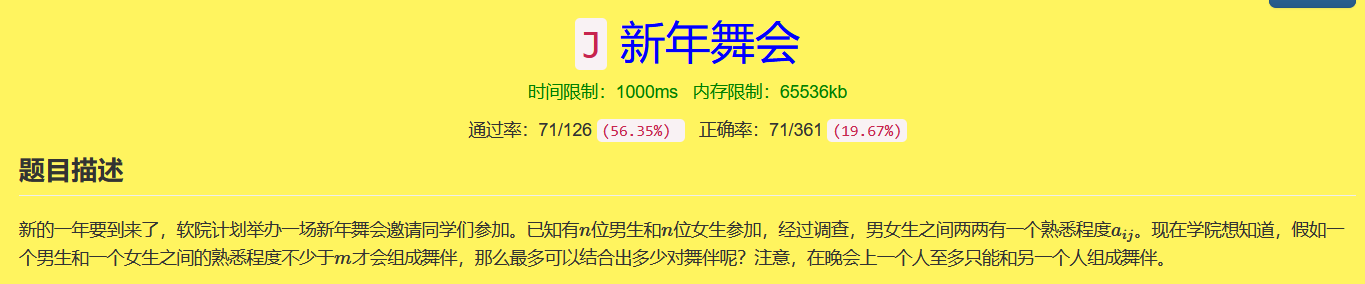 J 新年舞会
时间限制：1000ms 内存限制：65536kb
通过率：71/126 (56.35%) 正确率：71/361 (19.67%)
题目描述
新的一年要到来了，软院计划举办一场新年舞会邀请同学们参加。已知有n位男生和n位女生参加，经过调查，男女生之间两两有一个熟悉程度aij。现在学院想知道，假如一
个男生和一个女生之间的熟悉程度不少于m才会组成舞伴，那么最多可以结合出多少对舞伴呢？注意，在晚会上一个人至多只能和另一个人组成舞伴。